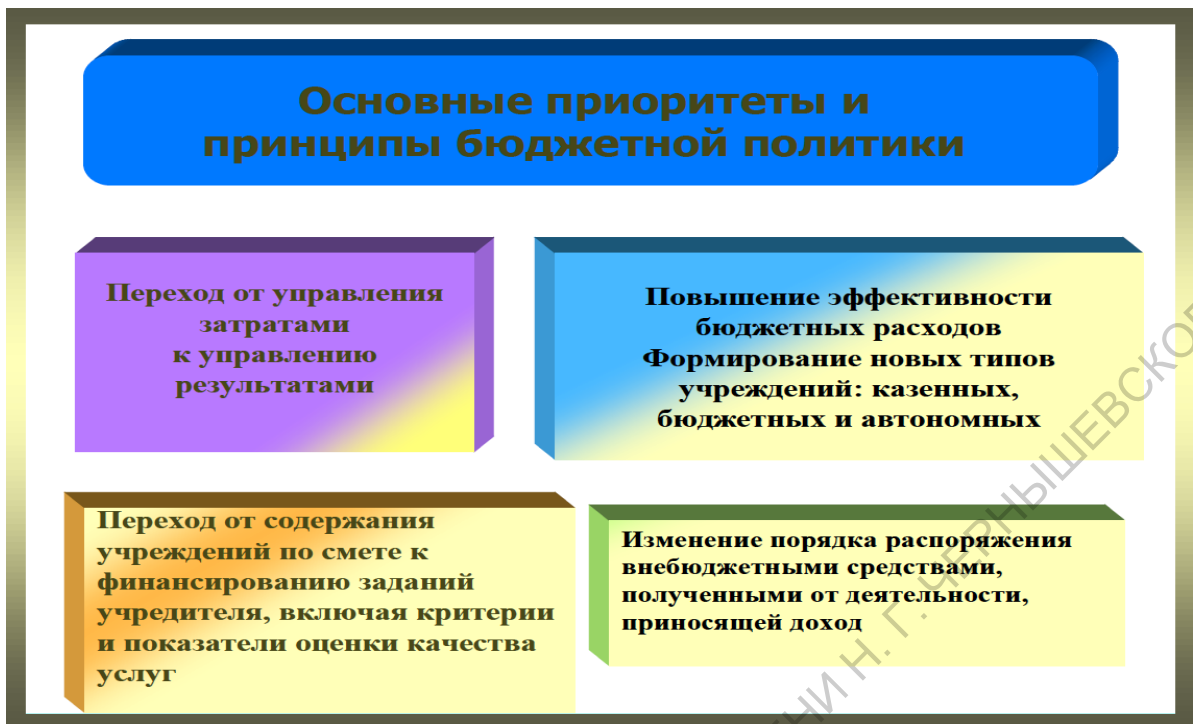 Основные приоритеты и
принципы бюджетной политики
Переход от управления
затратами
к управлению
результатами
Повышение эффективности
бюджетных расходов
Формирование новых типов
учреждений: казенных,
бюджетных и автономных
Переход от содержания
учреждений по смете к
финансированию заданий
учредителя, включая критерии
и показатели оценки качества
услуг
Изменение порядка распоряжения
внебюджетными средствами,
полученными от деятельности,
приносящей доход
Н. Г. ЧЕРНЫШЕВСКОГ